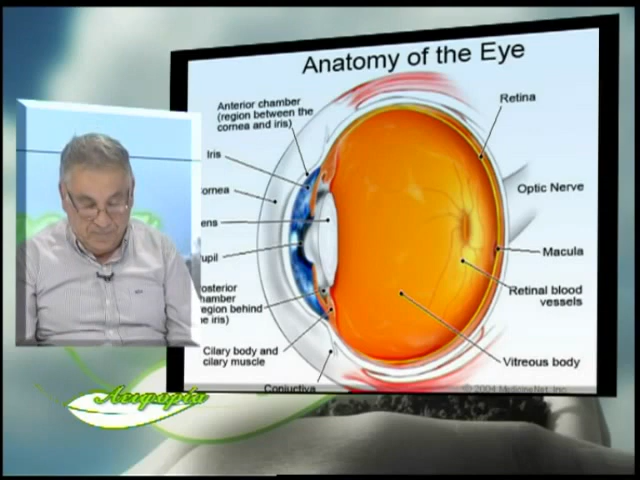 Anatomy of the Eye
Anterior chamber
(region between the
cornea and iris)
Iris
ornea
ens
upil
osterior
hamber
region behind
he iris)
Cilary body and
cilary muscle
Conjuctiva
Retina
Optic Nerve
Macula
Retinal blood
vessels
Vitreous body
© 2004 MedicineNet, Inc.
Αειφορία